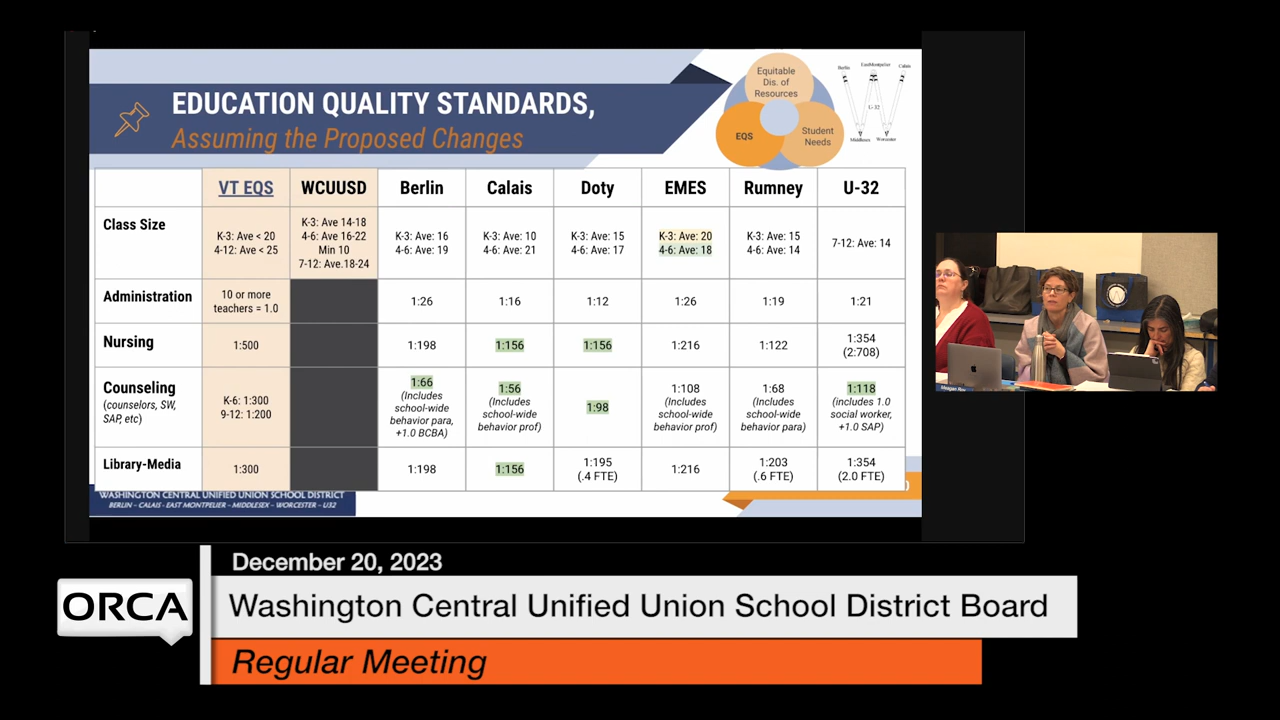 EDUCATION QUALITY STANDARDS,
Assuming the Proposed Changes
Equitable
Dis. of
Resources
EQS
Student
Needs
Berlin
EastMontpelier
Calais
U-32
Middlesex
Worcester
VT EQS
WCUUSD
Berlin
Calais
Doty
EMES
Rumney
U-32
Class Size
K-3: Ave < 20
4-12: Ave < 25
K-3: Ave 14-18
4-6: Ave 16-22
Min 10
7-12: Ave.18-24
K-3: Ave: 16
4-6: Ave: 19
K-3: Ave: 10
4-6: Ave: 21
K-3: Ave: 15
4-6: Ave: 17
K-3: Ave: 20
4-6: Ave: 18
K-3: Ave: 15
4-6: Ave: 14
7-12: Ave: 14
Administration
10 or more
teachers = 1.0
1:26
1:16
1:12
1:26
1:19
1:21
Nursing
1:500
1:198
1:156
1:156
1:216
1:122
1:354
(2:708)
Counseling
(counselors, SW,
SAP, etc)
K-6: 1:300
9-12: 1:200
1:66
(Includes
school-wide
behavior para,
+1.0 BCBA)
1:56
(Includes
school-wide
behavior prof)
1:98
1:108
(Includes
school-wide
behavior prof)
1:68
(Includes
school-wide
behavior para)
1:118
(includes 1.0
social worker,
+1.0 SAP)
Library-Media
1:300
1:198
1:156
1:195
(.4 FTE)
1:216
1:203
(.6 FTE)
1:354
(2.0 FTE)
WASHINGTON CENTRAL UNIFIED UNION SCHOOL DISTRICT
BERLIN – CALAIS - EAST MONTPELIER – MIDDLESEX – WORCESTER – U32
December 20, 2023
ORCA
Washington Central Unified Union School District Board
Regular Meeting